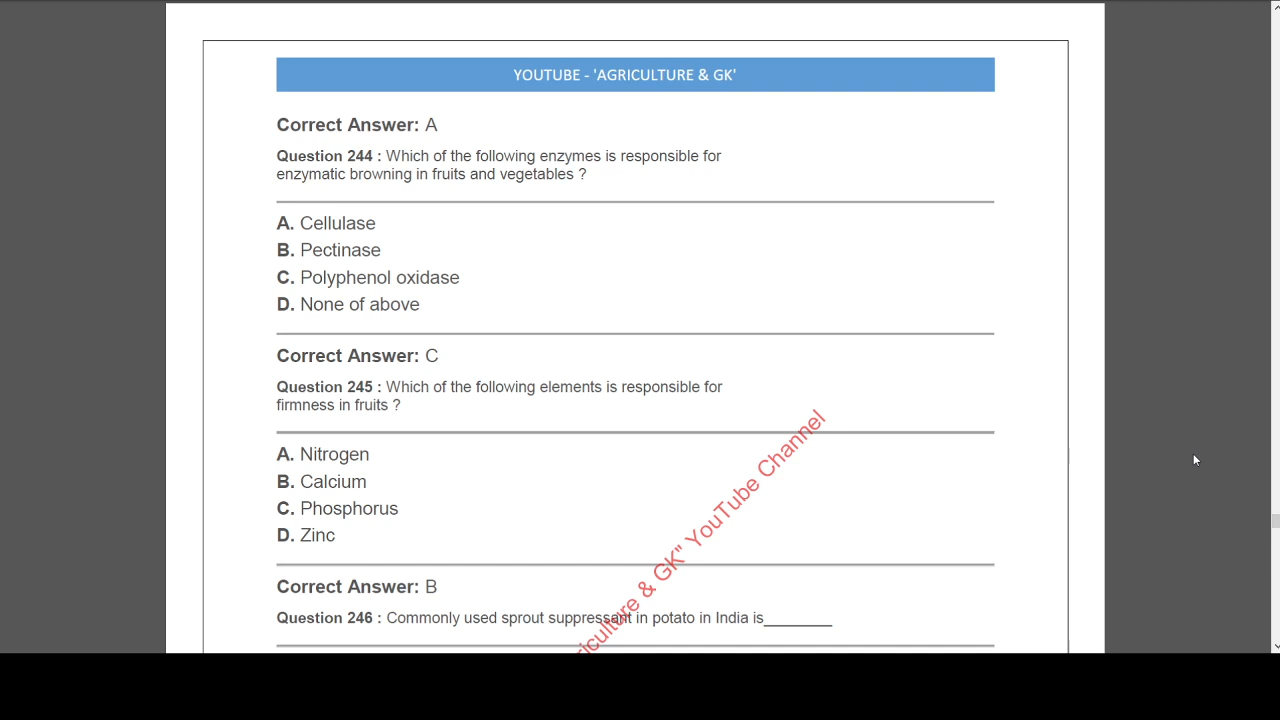 YOUTUBE - 'AGRICULTURE & GK'
Correct Answer: A
Question 244 : Which of the following enzymes is responsible for
enzymatic browning in fruits and vegetables ?
A. Cellulase
B. Pectinase
C. Polyphenol oxidase
D. None of above
Correct Answer: C
Question 245 : Which of the following elements is responsible for
firmness in fruits ?
A. Nitrogen
B. Calcium
C. Phosphorus
D. Zinc
Correct Answer: B
Question 246 : Commonly used sprout suppressant in potato in India is________
riculture & GK" YouTube Channel